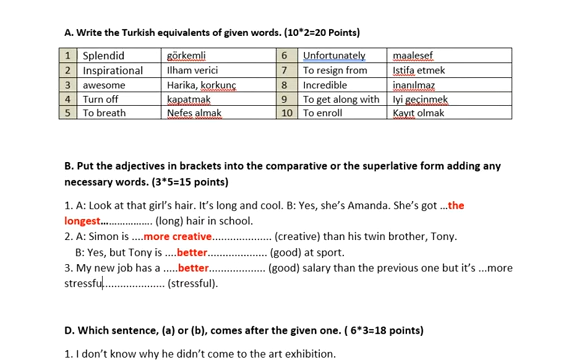 A. Write the Turkish equivalents of given words. (10*2=20 Points)
1 Splendid görkemli 6 Unfortunately maalesef
2 Inspirational Ilham verici 7 To resign from Istifa etmek
3 awesome Harika, korkunç 8 Incredible inanılmaz
4 Turn off kapatmak 9 To get along with Iyi geçinmek
5 To breath Nefes almak 10 To enroll Kayıt olmak
B. Put the adjectives in brackets into the comparative or the superlative form adding any
necessary words. (3*5=15 points)
1. A: Look at that girl's hair. It's long and cool. B: Yes, she's Amanda. She's got ...the
longest.................. (long) hair in school.
2. A: Simon is ....more creative.................... (creative) than his twin brother, Tony.
B: Yes, but Tony is ....better.................... (good) at sport.
3. My new job has a .....better................... (good) salary than the previous one but it's ...more
stressfu..................... (stressful).
D. Which sentence, (a) or (b), comes after the given one. ( 6*3=18 points)
1. I don't know why he didn't come to the art exhibition.